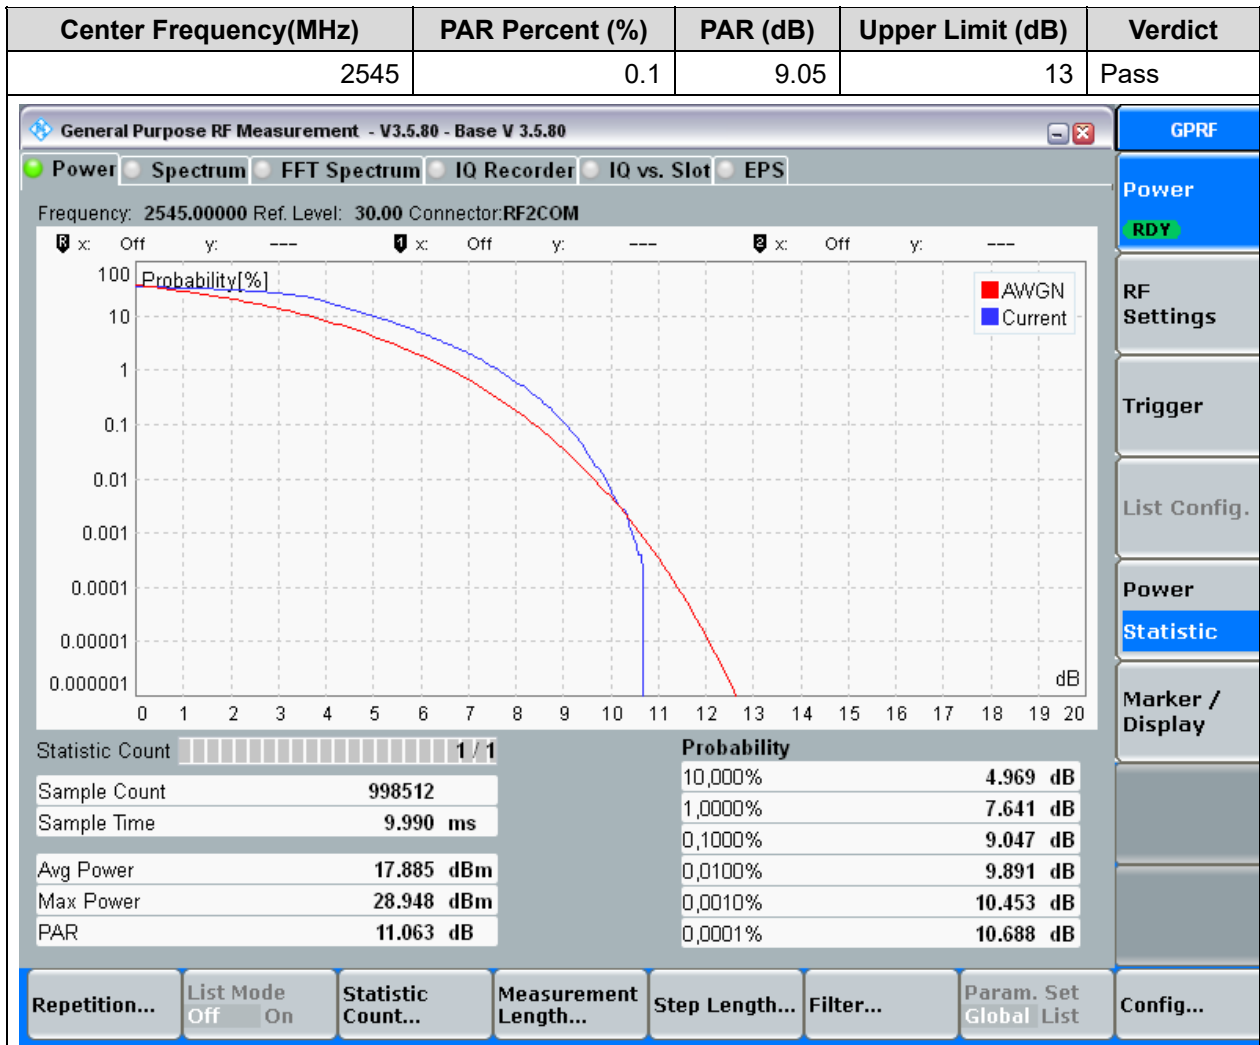 Center Frequency(MHz) PAR Percent (%) PAR (dB) Upper Limit (dB) Verdict
2545 0.1 9.05 13 Pass
General Purpose RF Measurement - V3.5.80 - Base V 3.5.80
GPRF
Power Spectrum FFT Spectrum IQ Recorder IQ vs. Slot EPS
Power
RDY
Frequency: 2545.00000 Ref. Level: 30.00 Connector:RF2COM
R x: Off y: --- 1 x: Off y: --- 2 x: Off y: ---
Probability[%]
AWGN
Current
100
10
1
0.1
0.01
0.001
0.0001
0.00001
0.000001
dB
0 1 2 3 4 5 6 7 8 9 10 11 12 13 14 15 16 17 18 19 20
RF
Settings
Trigger
List Config.
Power
Statistic
Marker /
Display
Statistic Count 1 / 1
Sample Count 998512
Sample Time 9.990 ms
Avg Power 17.885 dBm
Max Power 28.948 dBm
PAR 11.063 dB
Probability
10,000% 4.969 dB
1,0000% 7.641 dB
0,1000% 9.047 dB
0,0100% 9.891 dB
0,0010% 10.453 dB
0,0001% 10.688 dB
Repetition...
List Mode
Off On
Statistic
Count...
Measurement
Length...
Step Length...
Filter...
Param. Set
Global List
Config...